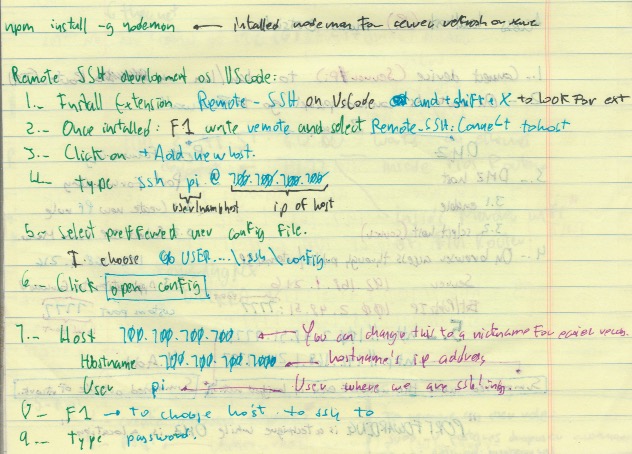 npm install -g nodemon ← intalled nodemon for server refresh on save
Remote SSH development on VScode:
1.- Install Extension Remote-SSH on VsCode cmd+shift+X to look for ext
2.- Once installed: F1 write remote and select Remote-SSH: Connect to host
3.- Click on + Add new host.
4.- type ssh pi @ 700.700.700.700
user/name host ip of host
5.- Select preffered user config file.
I choose USER...\.ssh\config
6.- Click open config
7.- Host 700.700.700.700 ← You can change this to a nickname for easier
Hostname 700.700.700.700 ← hostname's ip address
User pi ← User where we are ssh'ing.
8.- F1 → to choose host to ssh to
9.- type password.